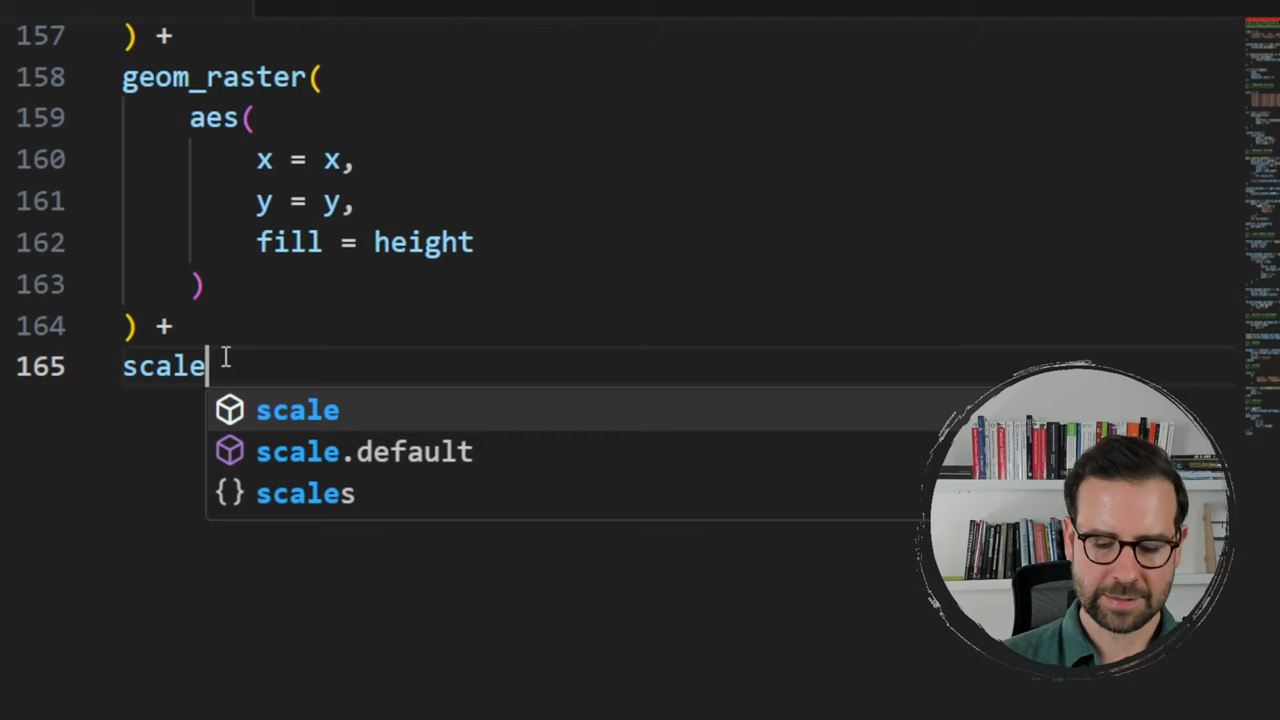 157 ) +
158 geom_raster(
159 aes(
160 x = x,
161 y = y,
162 fill = height
163 )
164 ) +
165 scale
scale
scale.default
scales